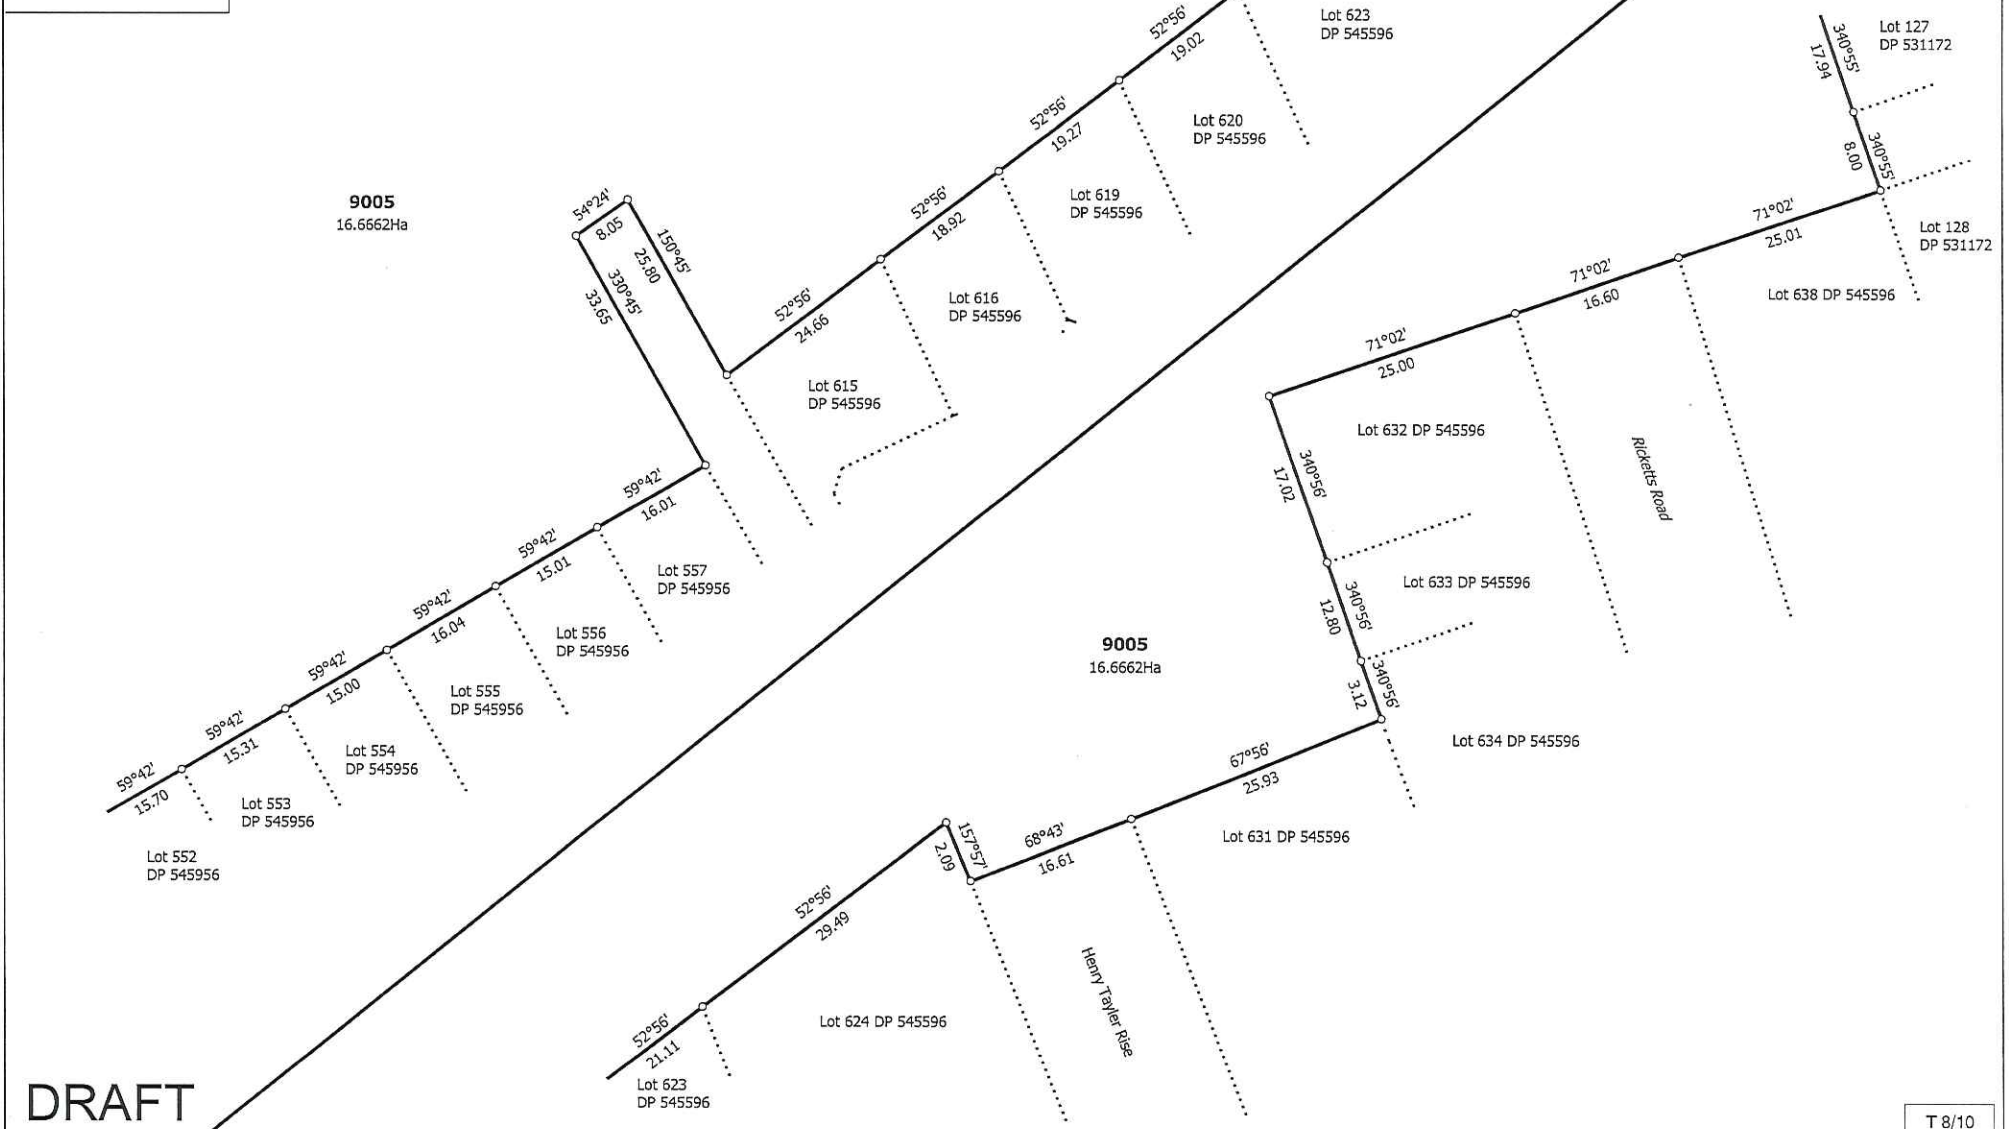 52°56'
19.02
Lot 623
DP 545596
340°55'
17.94
Lot 127
DP 531172
52°56'
19.27
Lot 620
DP 545596
340°55'
8.00
9005
16.6662Ha
54°24'
8.05
150°45'
25.80
330°45'
33.65
52°56'
18.92
Lot 619
DP 545596
71°02'
25.01
Lot 128
DP 531172
52°56'
24.66
Lot 616
DP 545596
71°02'
16.60
Lot 638 DP 545596
71°02'
25.00
Lot 615
DP 545596
Lot 632 DP 545596
Ricketts Road
340°56'
17.02
59°42'
16.01
59°42'
15.01
Lot 557
DP 545956
Lot 633 DP 545596
340°56'
12.80
59°42'
16.04
Lot 556
DP 545956
9005
16.6662Ha
340°56'
3.12
59°42'
15.00
Lot 555
DP 545956
59°42'
15.31
Lot 554
DP 545956
67°56'
25.93
Lot 634 DP 545596
59°42'
15.70
Lot 553
DP 545956
157°57'
2.09
68°43'
16.61
Lot 631 DP 545596
Lot 552
DP 545956
52°56'
29.49
Henry Tayler Rise
Lot 624 DP 545596
52°56'
21.11
Lot 623
DP 545596
DRAFT
T 8/10